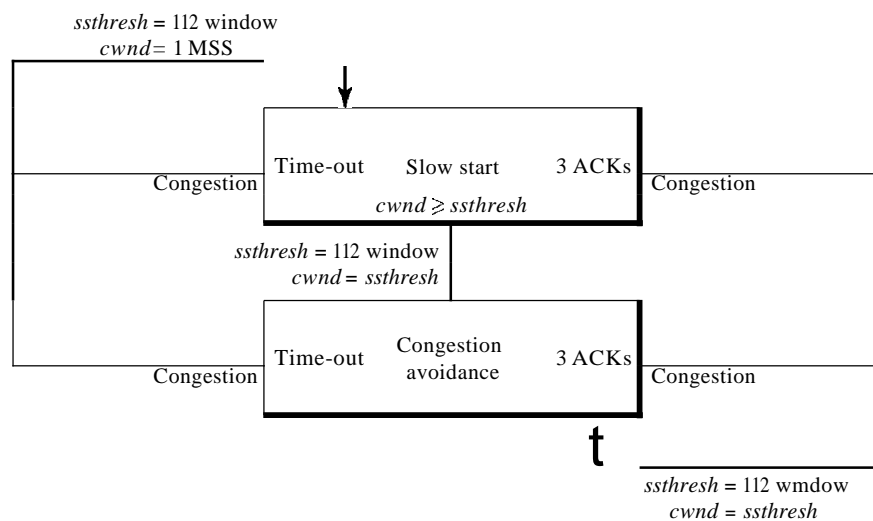 ssthresh = 112 window
cwnd = 1 MSS
Time-out
Slow start
3 ACKs
Congestion
Congestion
cwnd ⩾ ssthresh
ssthresh = 112 window
cwnd = ssthresh
Time-out
Congestion
avoidance
3 ACKs
Congestion
Congestion
t
ssthresh = 112 wmdow
cwnd = ssthresh